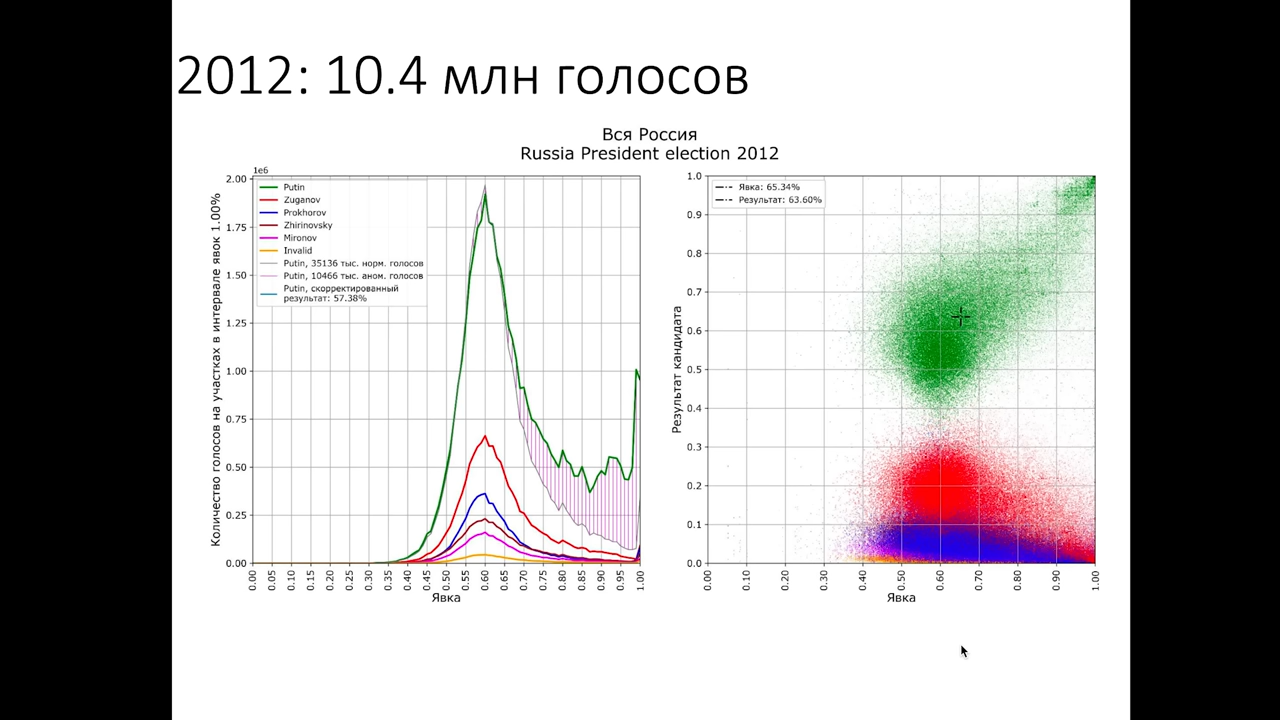 2012: 10.4 млн голосов
Вся Россия
Russia President election 2012
1e6
2.00
1.75
1.50
1.25
1.00
0.75
0.50
0.25
0.00
Количество голосов на участках в интервале явок 1.00%
Putin
Zuganov
Prokhorov
Zhirinovsky
Mironov
Invalid
Putin, 35136 тыс. норм. голосов
Putin, 10466 тыс. аном. голосов
Putin, скорректированный
результат: 57.38%
0.00 0.05 0.10 0.15 0.20 0.25 0.30 0.35 0.40 0.45 0.50 0.55 0.60 0.65 0.70 0.75 0.80 0.85 0.90 0.95 1.00
Явка
1.0
0.9
0.8
0.7
0.6
0.5
0.4
0.3
0.2
0.1
0.0
Результат кандидата
Явка: 65.34%
Результат: 63.60%
0.00 0.10 0.20 0.30 0.40 0.50 0.60 0.70 0.80 0.90 1.00
Явка